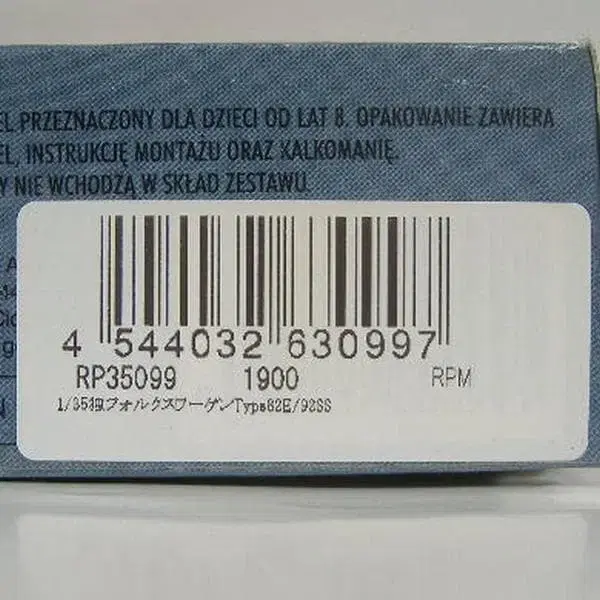 EL PRZEZNACZONY DLA DZIECI OD LAT 8. OPAKOWANIE ZAWIERA
EL, INSTRUKCJĘ MONTAŻU ORAZ KALKOMANIĘ.
Y NIE WCHODZĄ W SKŁAD ZESTAWU
4 544032 630997
RP35099 1900 RPM
1/35独フォルクスワーゲンType82E/92SS